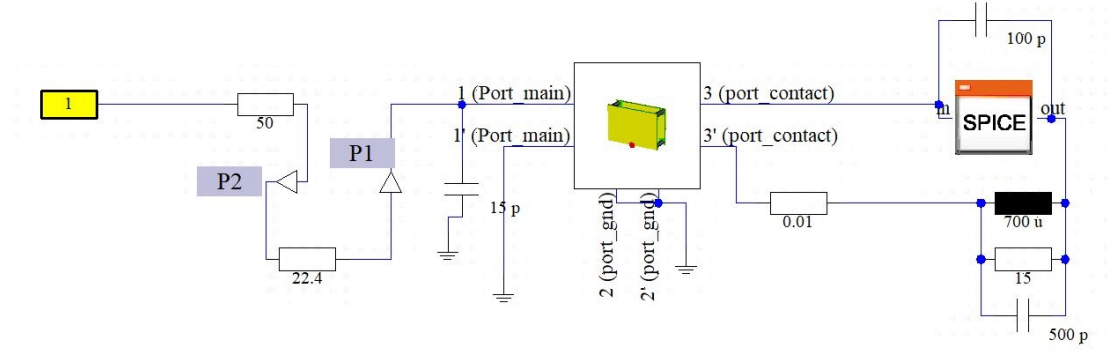 100 p
1
1 (Port_main)
3 (port_contact)
in
SPICE
out
50
1' (Port_main)
3' (port_contact)
P1
P2
15 p
2 (port_gnd)
2' (port_gnd)
0.01
700 u
22.4
15
500 p